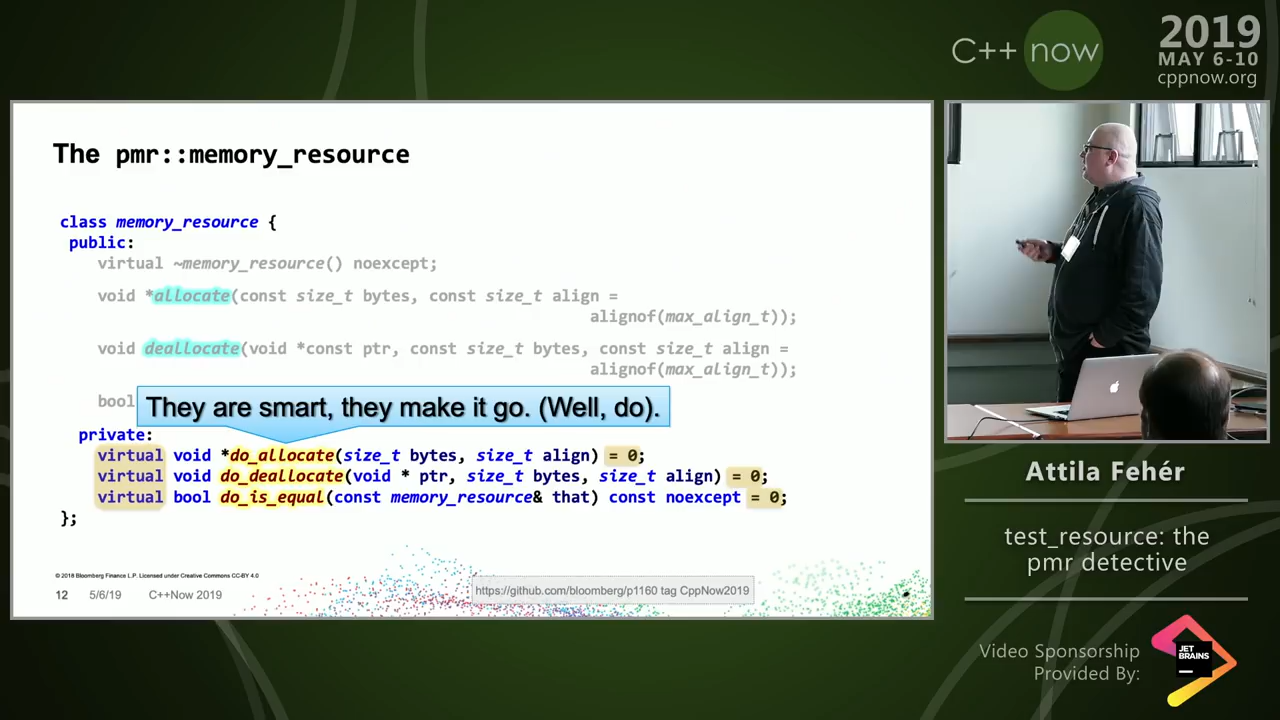 C++ now
2019
MAY 6-10
cppnow.org
The pmr::memory_resource
class memory_resource {
public:
virtual ~memory_resource() noexcept;
void *allocate(const size_t bytes, const size_t align =
alignof(max_align_t));
void deallocate(void *const ptr, const size_t bytes, const size_t align =
alignof(max_align_t));
bool
They are smart, they make it go. (Well, do).
private:
virtual void *do_allocate(size_t bytes, size_t align) = 0;
virtual void do_deallocate(void * ptr, size_t bytes, size_t align) = 0;
virtual bool do_is_equal(const memory_resource& that) const noexcept = 0;
};
© 2018 Bloomberg Finance L.P. Licensed under Creative Commons CC-BY 4.0
12 5/6/19 C++Now 2019
https://github.com/bloomberg/p1160 tag CppNow2019
Attila Fehér
test_resource: the
pmr detective
Video Sponsorship
Provided By:
JET
BRAINS